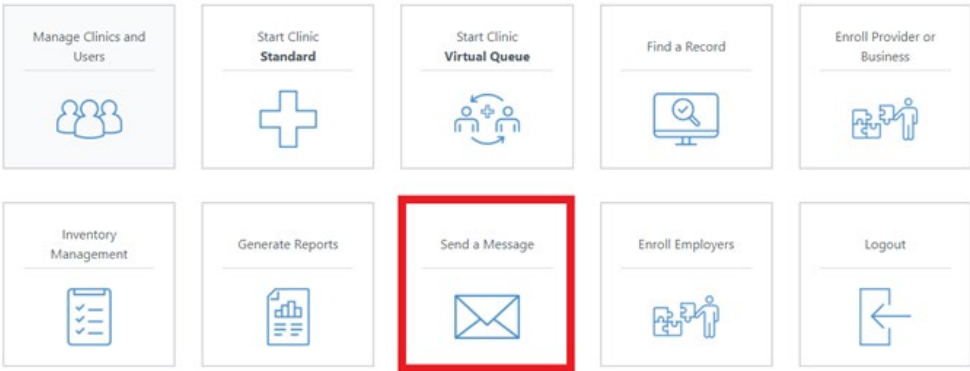 Manage Clinics and
Users
Start Clinic
Standard
Start Clinic
Virtual Queue
Find a Record
Enroll Provider or
Business
Inventory
Management
Generate Reports
Send a Message
Enroll Employers
Logout